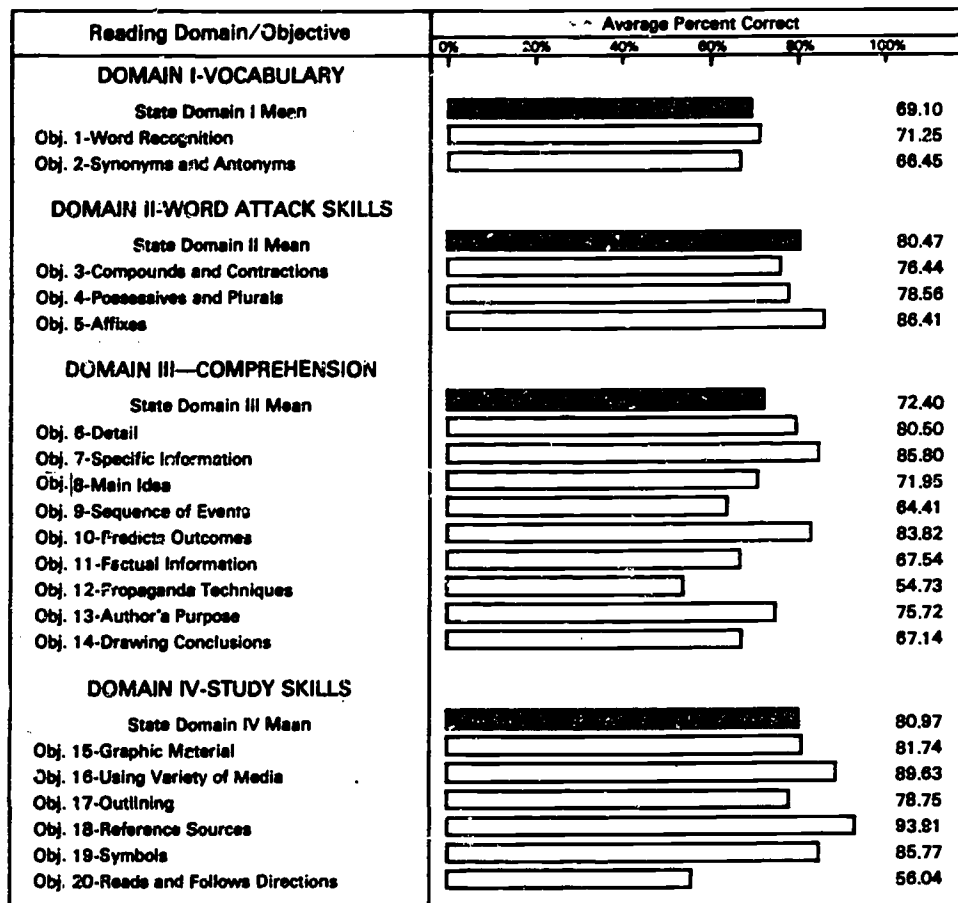 Reading Domain/Objective
Average Percent Correct
0% 20% 40% 60% 80% 100%
DOMAIN I-VOCABULARY
State Domain I Mean 69.10
Obj. 1-Word Recognition 71.25
Obj. 2-Synonyms and Antonyms 66.45
DOMAIN II-WORD ATTACK SKILLS
State Domain II Mean 80.47
Obj. 3-Compounds and Contractions 76.44
Obj. 4-Possessives and Plurals 78.56
Obj. 5-Affixes 86.41
DOMAIN III—COMPREHENSION
State Domain III Mean 72.40
Obj. 6-Detail 80.50
Obj. 7-Specific Information 85.80
Obj. 8-Main Idea 71.95
Obj. 9-Sequence of Events 64.41
Obj. 10-Predicts Outcomes 83.82
Obj. 11-Factual Information 67.54
Obj. 12-Propaganda Techniques 54.73
Obj. 13-Author's Purpose 75.72
Obj. 14-Drawing Conclusions 67.14
DOMAIN IV-STUDY SKILLS
State Domain IV Mean 80.97
Obj. 15-Graphic Material 81.74
Obj. 16-Using Variety of Media 89.63
Obj. 17-Outlining 78.75
Obj. 18-Reference Sources 93.81
Obj. 19-Symbols 85.77
Obj. 20-Reads and Follows Directions 56.04